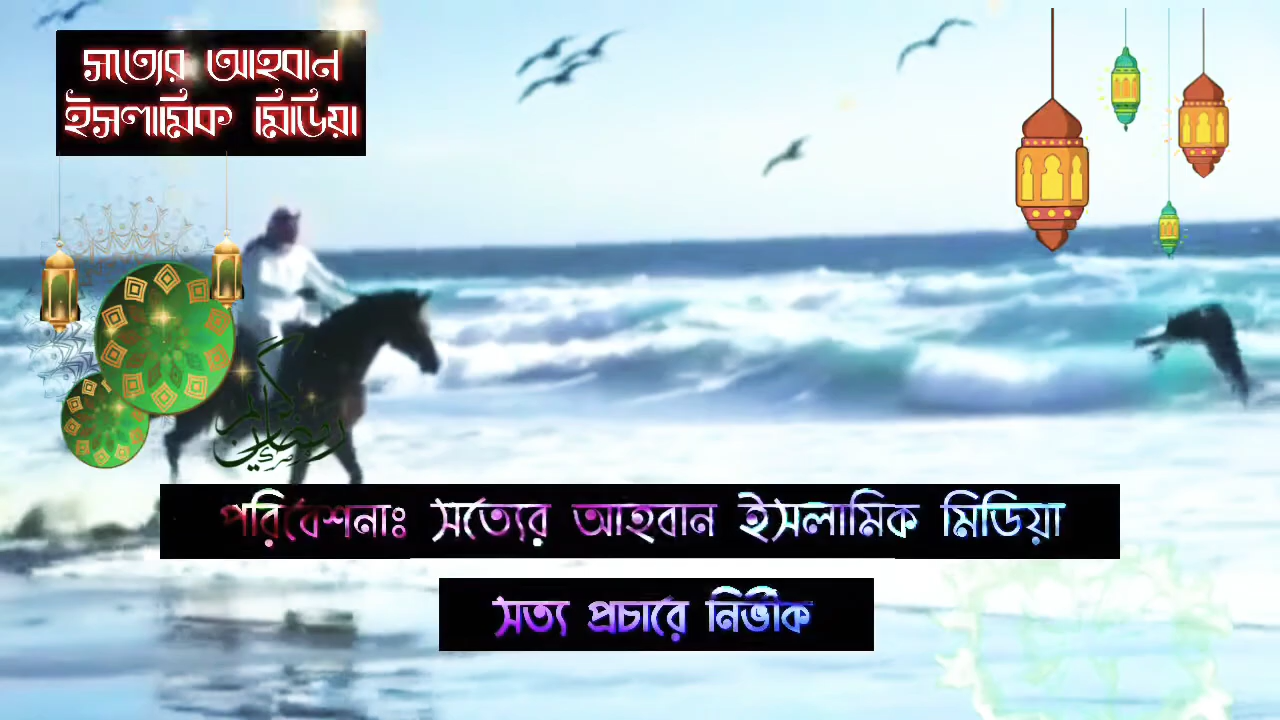 সত্যের আহবান
ইসলামিক মিডিয়া
পরিবেশনাঃ সত্যের আহবান ইসলামিক মিডিয়া
সত্য প্রচারে নির্ভীক